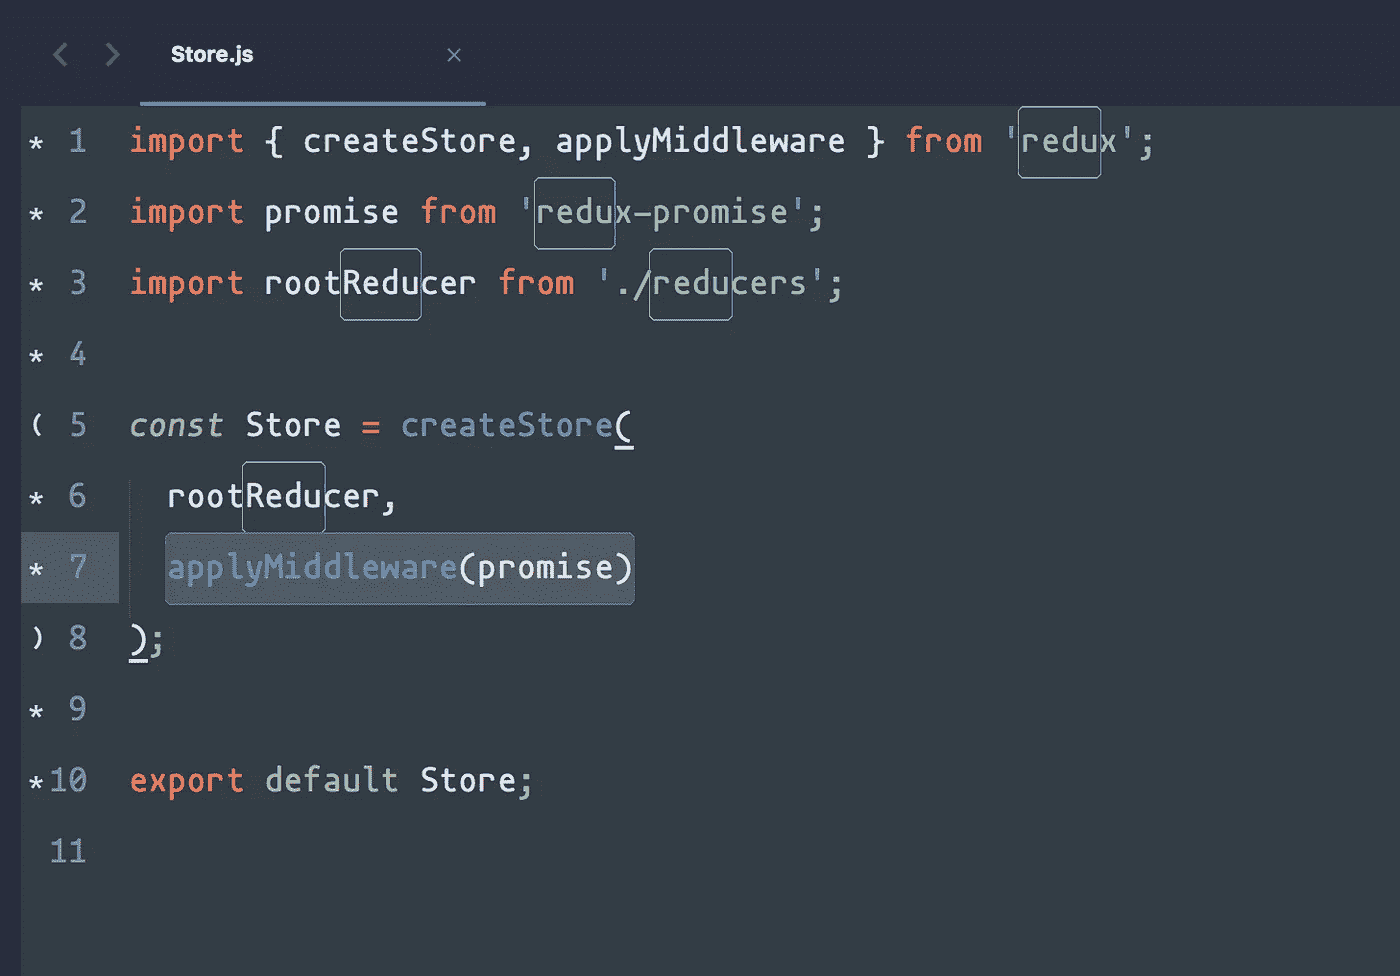 Store.js ×
* 1 import { createStore, applyMiddleware } from 'redux';
* 2 import promise from 'redux-promise';
* 3 import rootReducer from './reducers';
* 4
( 5 const Store = createStore(
* 6 rootReducer,
* 7 applyMiddleware(promise)
) 8 );
* 9
*10 export default Store;
11